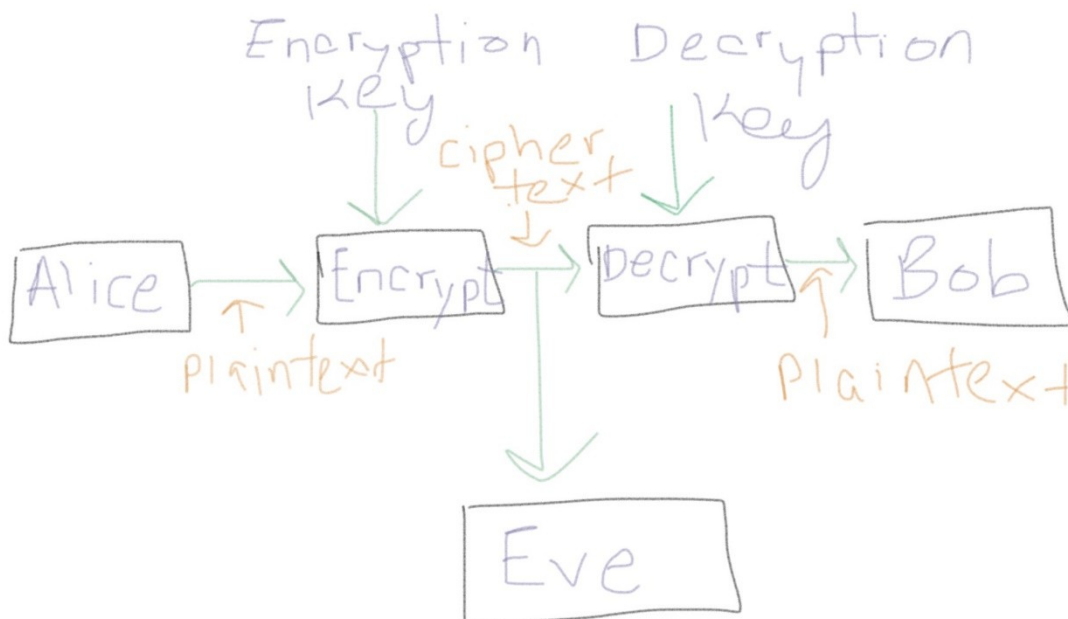 Encryption
Key
Decryption
Key
cipher
text
Alice
Encrypt
Decrypt
Bob
plaintext
plaintext
Eve